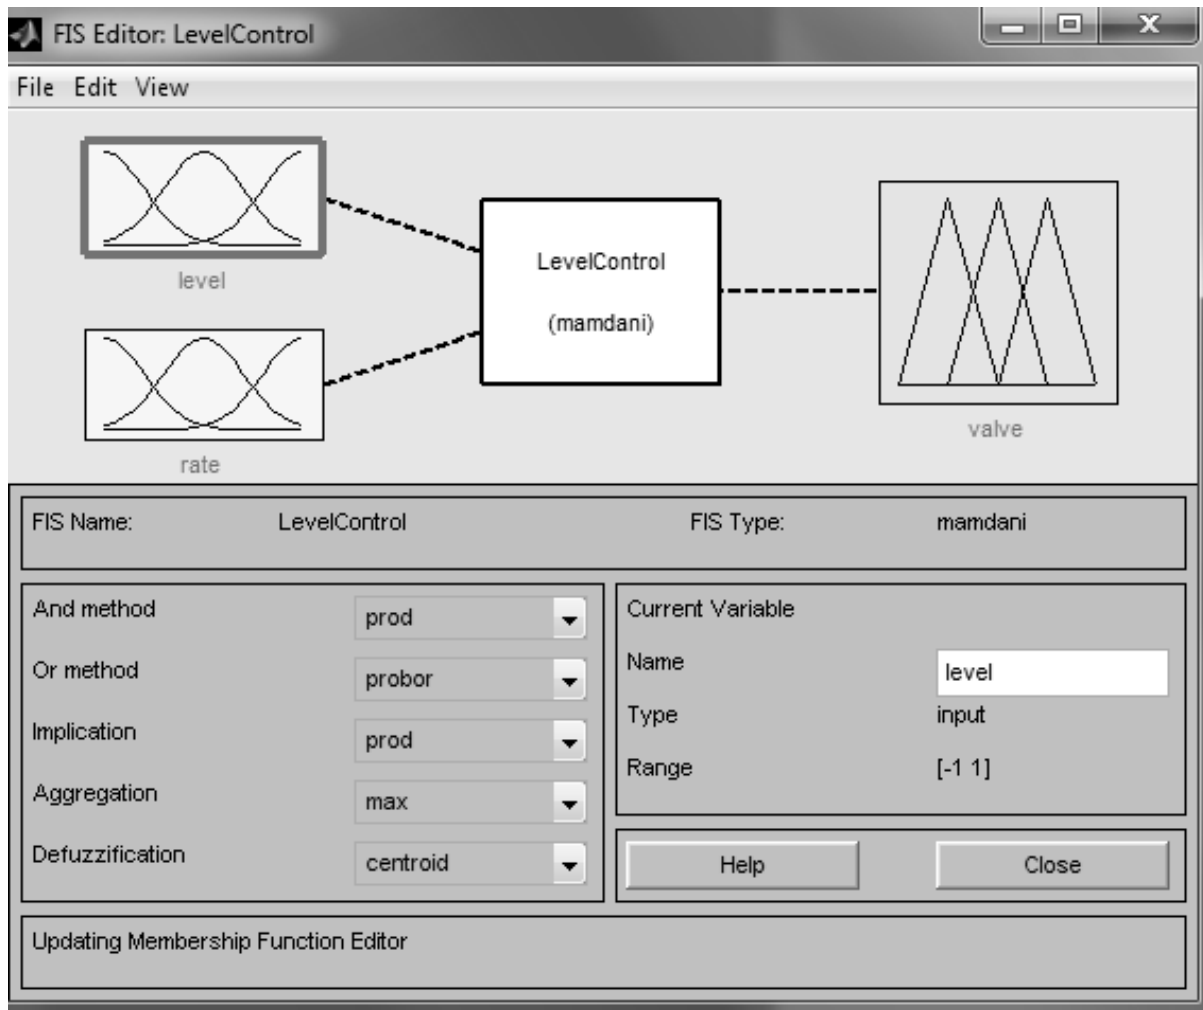 FIS Editor: LevelControl
File Edit View
level
rate
LevelControl
(mamdani)
valve
FIS Name: LevelControl FIS Type: mamdani
And method prod
Or method probor
Implication prod
Aggregation max
Defuzzification centroid
Current Variable
Name level
Type input
Range [-1 1]
Help Close
Updating Membership Function Editor